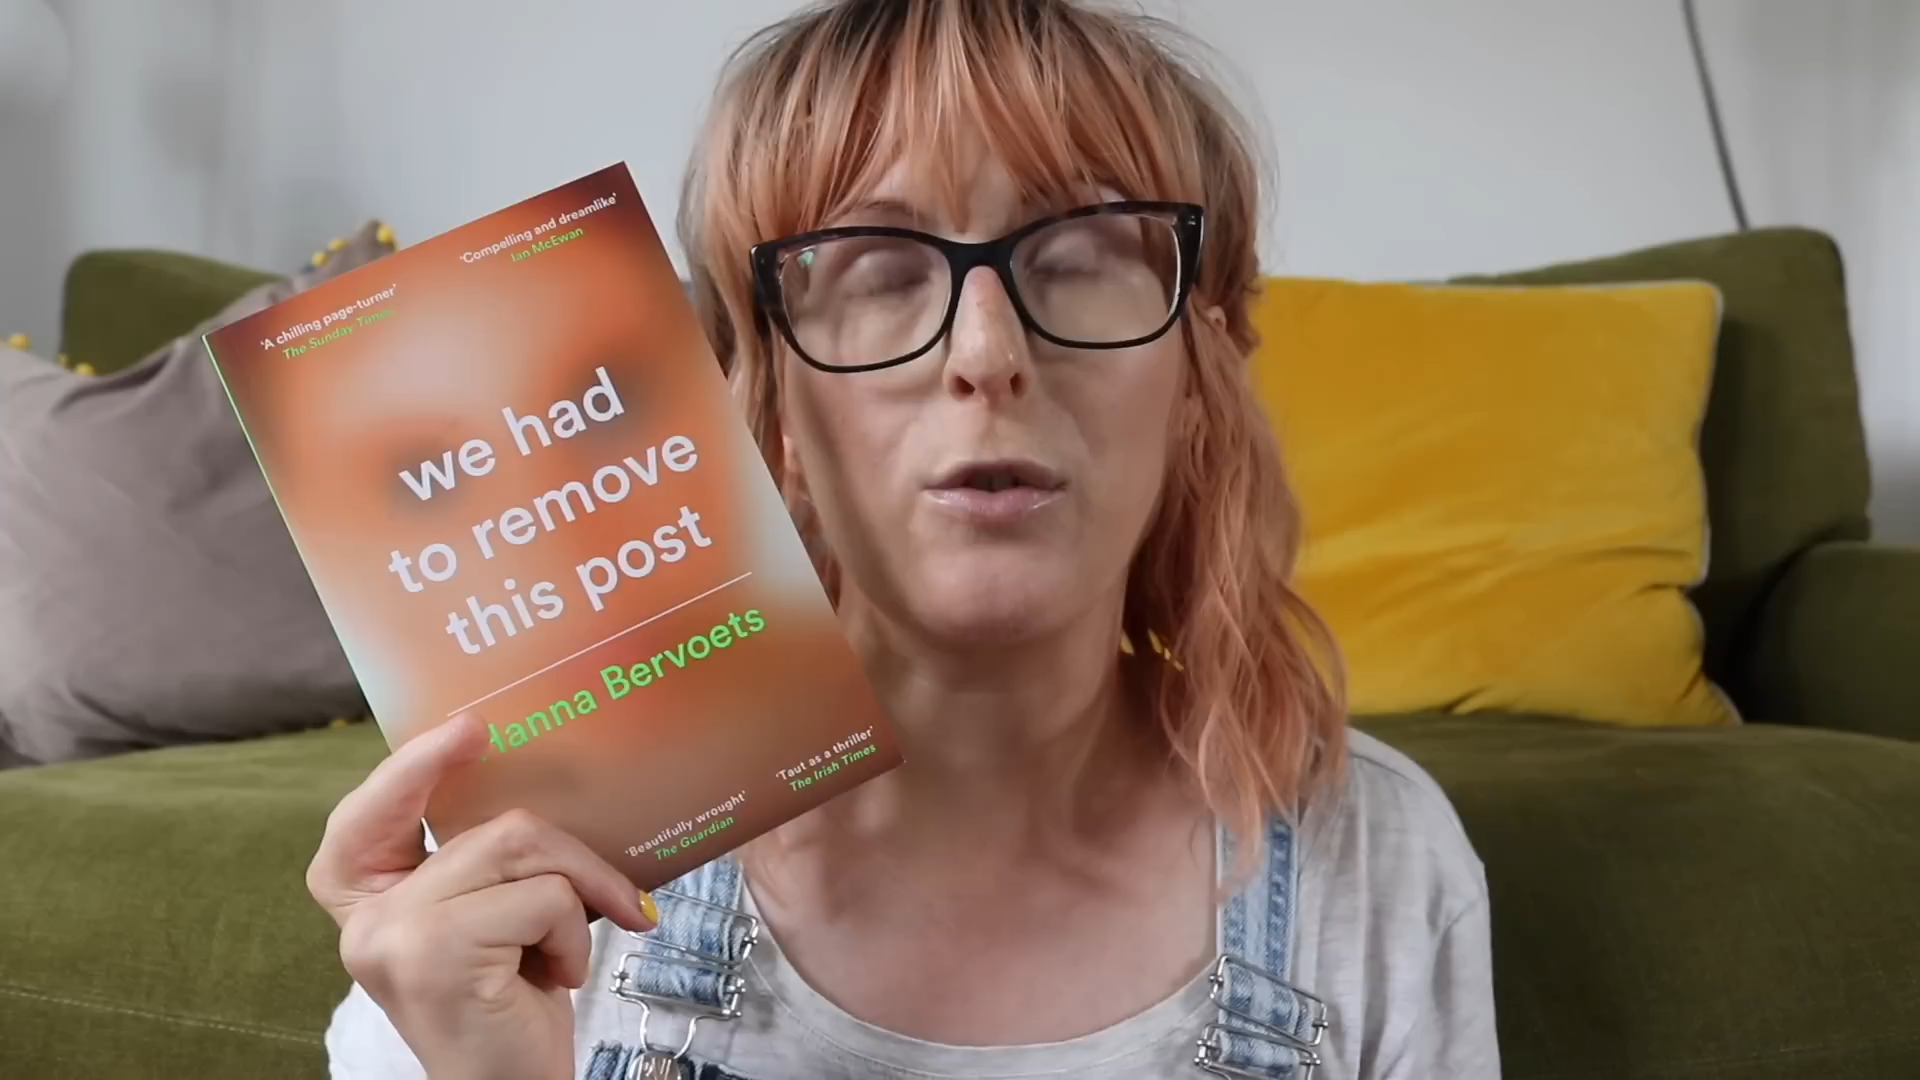 'Compelling and dreamlike'
Ian McEwan
'A chilling page-turner'
The Sunday Times
we had
to remove
this post
Hanna Bervoets
'Taut as a thriller'
The Irish Times
'Beautifully wrought'
The Guardian